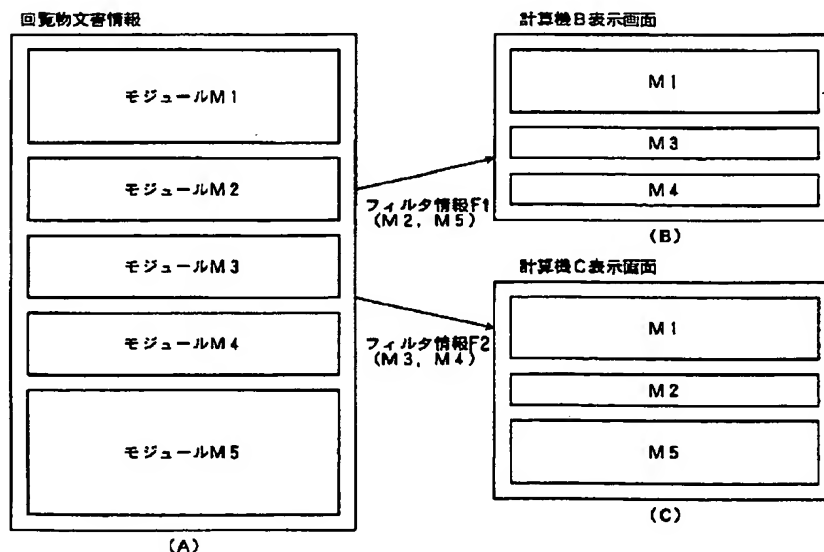 回覧物文書情報
モジュールM1
モジュールM2
モジュールM3
モジュールM4
モジュールM5
(A)
フィルタ情報F1
(M2, M5)
フィルタ情報F2
(M3, M4)
計算機B表示画面
M1
M3
M4
(B)
計算機C表示画面
M1
M2
M5
(C)